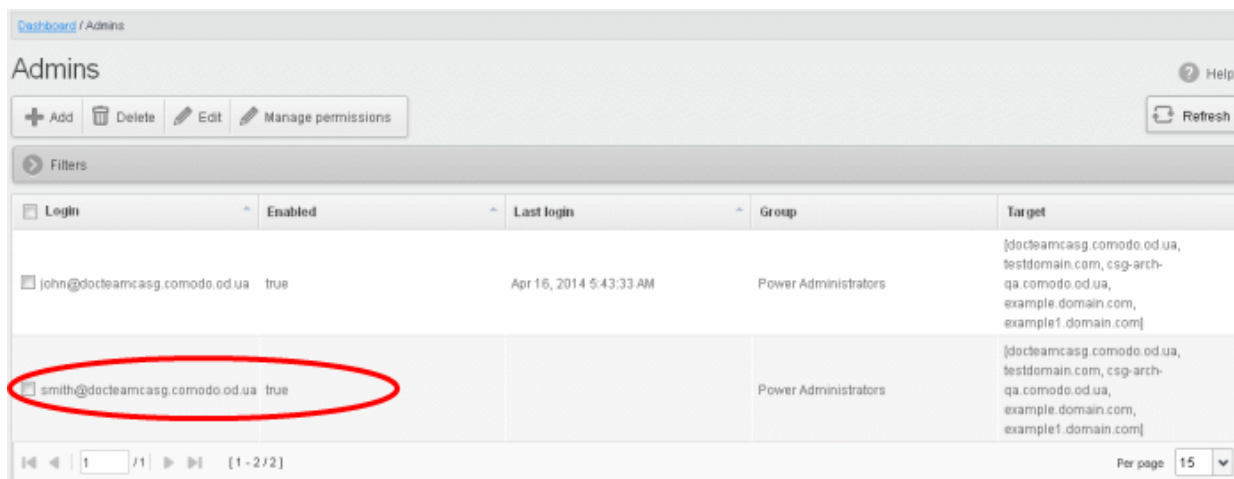 Dashboard / Admins
Admins
Help
Add Delete Edit Manage permissions
Refresh
Filters
Login Enabled Last login Group Target
john@docteamcasg.comodo.od.ua true Apr 16, 2014 5:43:33 AM Power Administrators
[docteamcasg.comodo.od.ua,
testdomain.com, csg-arch-
qa.comodo.od.ua,
example.domain.com,
example1.domain.com]
smith@docteamcasg.comodo.od.ua true Power Administrators
[docteamcasg.comodo.od.ua,
testdomain.com, csg-arch-
qa.comodo.od.ua,
example.domain.com,
example1.domain.com]
1 /1 [1 - 2 / 2] Per page 15